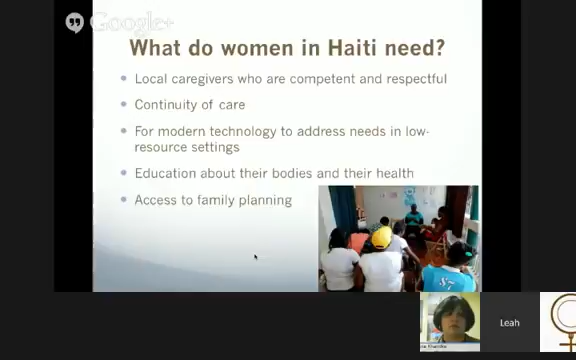 Google+
What do women in Haiti need?
Local caregivers who are competent and respectful
Continuity of care
For modern technology to address needs in low-
resource settings
Education about their bodies and their health
Access to family planning
Leah